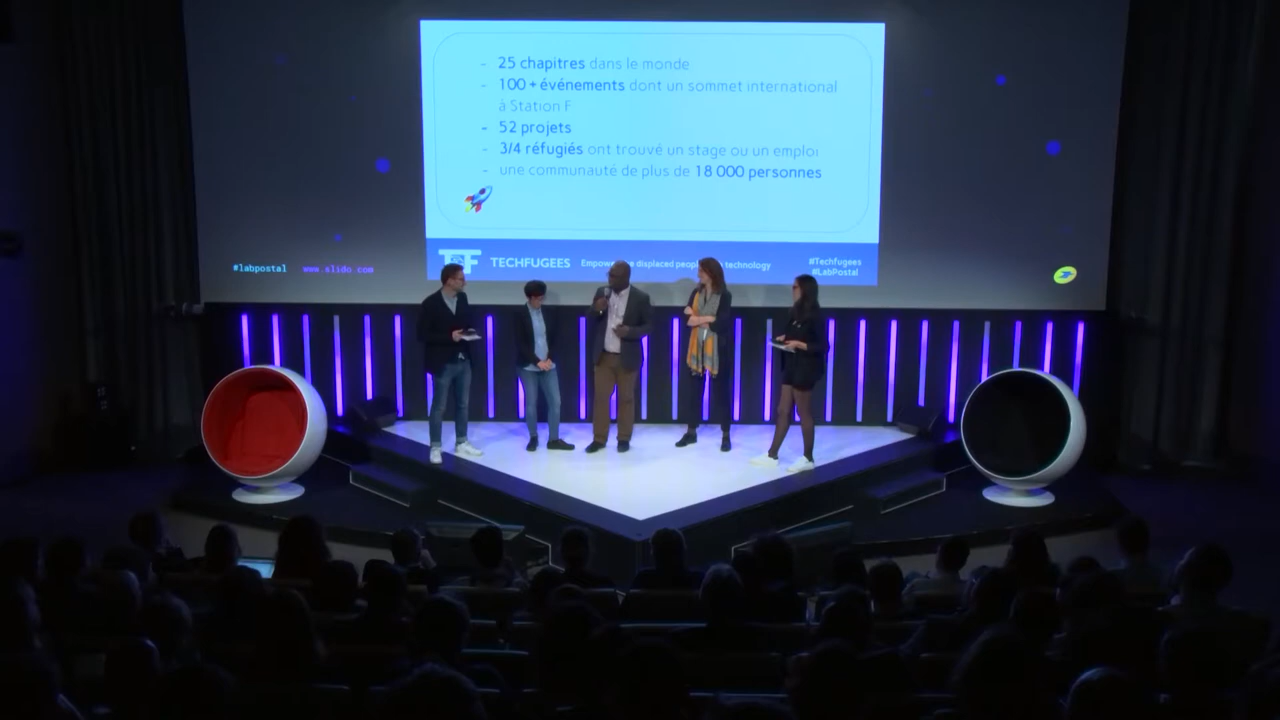 - 25 chapitres dans le monde
- 100 + événements dont un sommet international
à Station F
- 52 projets
- 3/4 réfugiés ont trouvé un stage ou un emploi
- une communauté de plus de 18 000 personnes
TECHFUGEES
displaced technology
#Techfugees
#LabPostal
#labpostal www.slido.com